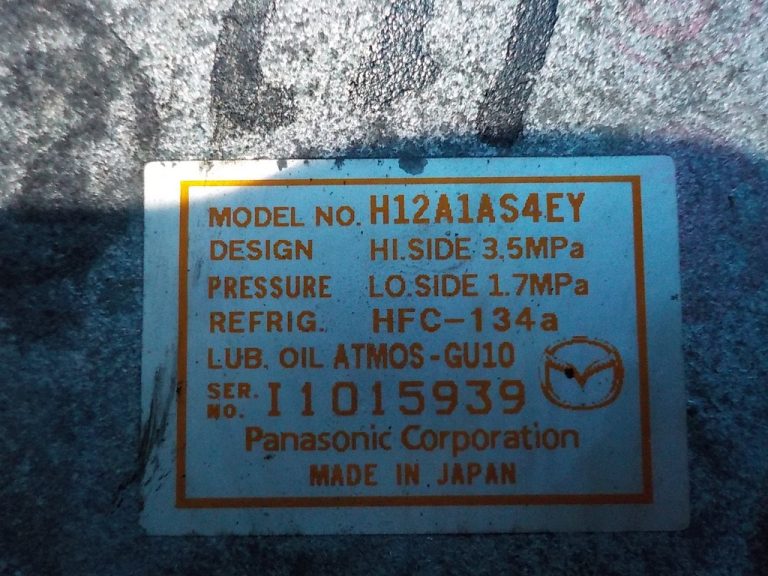 MODEL NO. H12A1AS4EY
DESIGN HI.SIDE 3.5MPa
PRESSURE LO.SIDE 1.7MPa
REFRIG. HFC-134a
LUB. OIL ATMOS-GU10
SER. NO. I1015939
Panasonic Corporation
MADE IN JAPAN